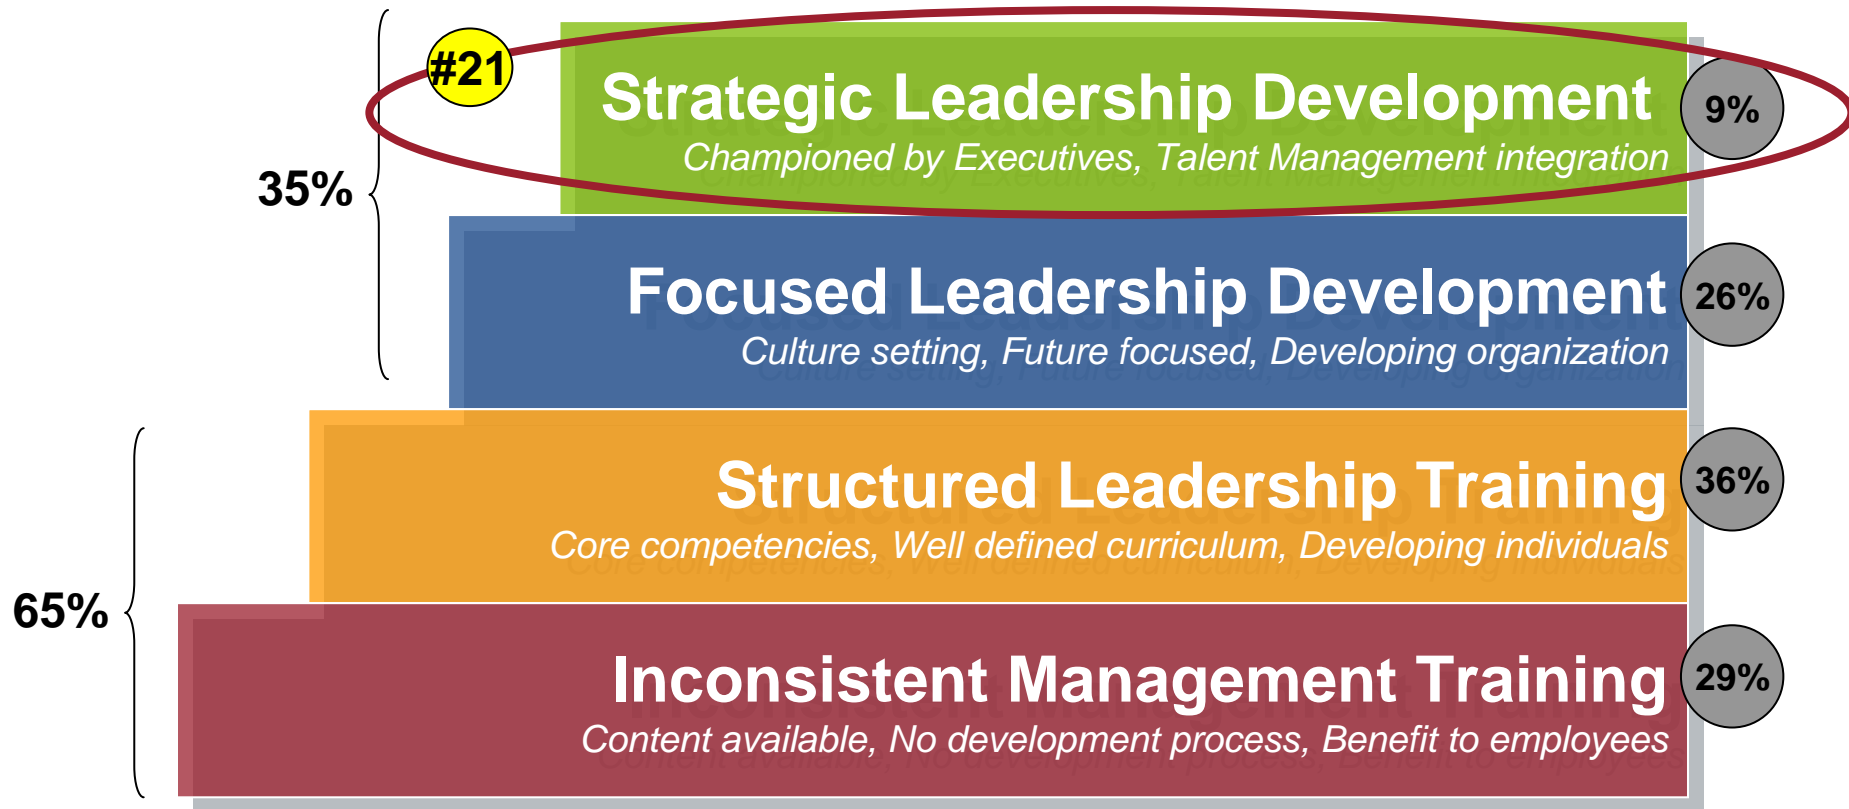 #21
Strategic Leadership Development
9%
Championed by Executives, Talent Management integration
35%
Focused Leadership Development
26%
Culture setting, Future focused, Developing organization
Structured Leadership Training
36%
Core competencies, Well defined curriculum, Developing individuals
65%
Inconsistent Management Training
29%
Content available, No development process, Benefit to employees